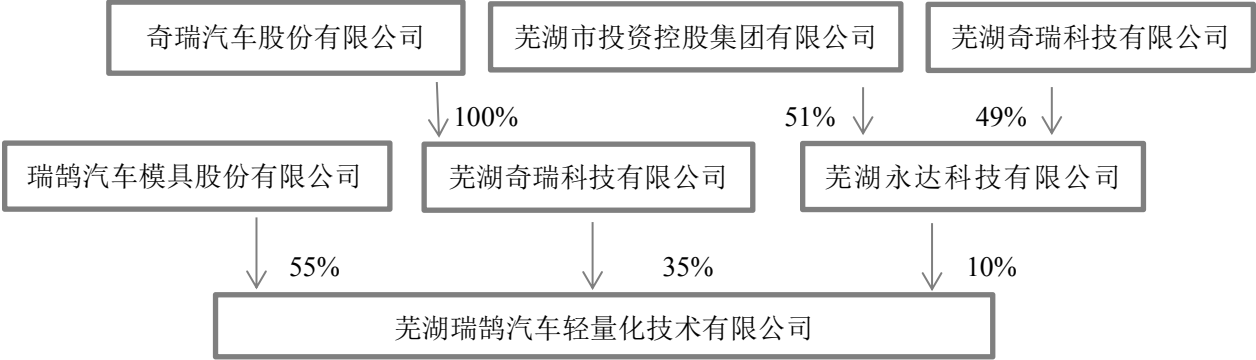 奇瑞汽车股份有限公司
芜湖市投资控股集团有限公司
芜湖奇瑞科技有限公司
100%
51%
49%
瑞鹄汽车模具股份有限公司
芜湖奇瑞科技有限公司
芜湖永达科技有限公司
55%
35%
10%
芜湖瑞鹄汽车轻量化技术有限公司